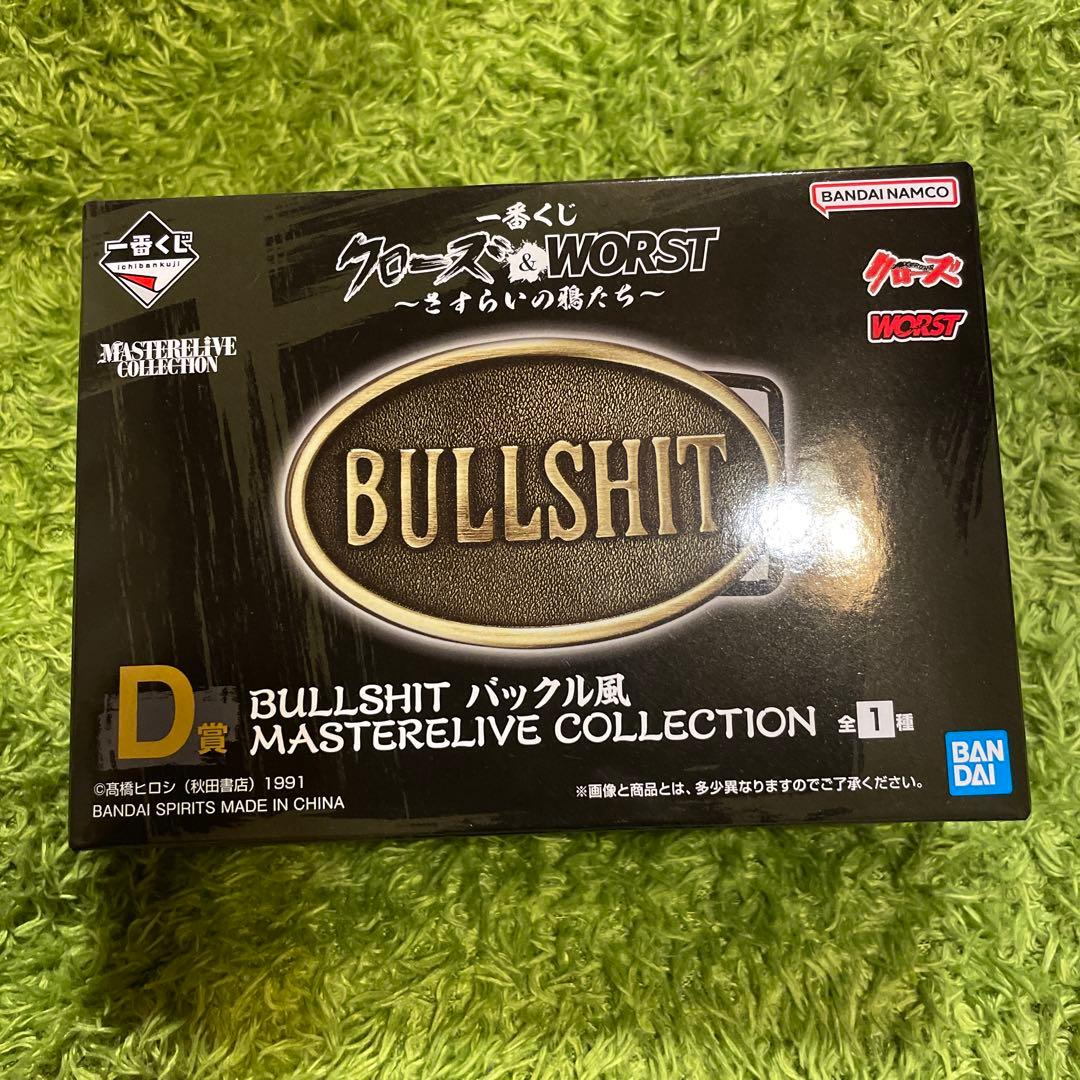 一番くじ
ichibankuji
MASTERELIVE
COLLECTION
一番くじ
クローズ&WORST
～さすらいの鴉たち～
BANDAI NAMCO
クローズ
WORST
BULLSHIT
D賞
BULLSHIT バックル風
MASTERELIVE COLLECTION 全1種
©髙橋ヒロシ（秋田書店）1991
BANDAI SPIRITS MADE IN CHINA
※画像と商品とは、多少異なりますのでご了承ください。
BAN
DAI